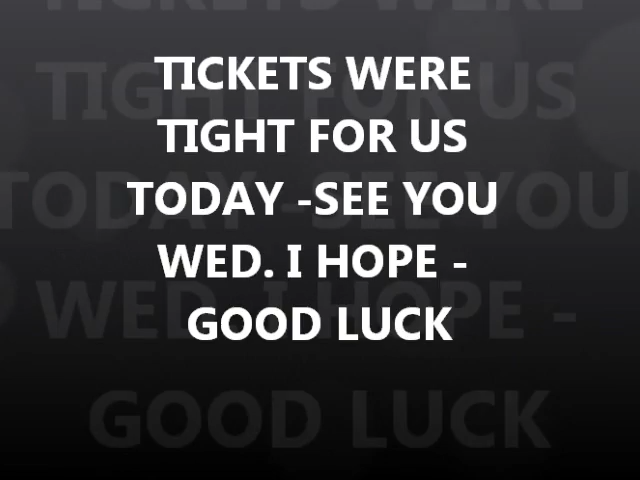 TICKETS WERE
TIGHT FOR US
TODAY -SEE YOU
WED. I HOPE -
GOOD LUCK